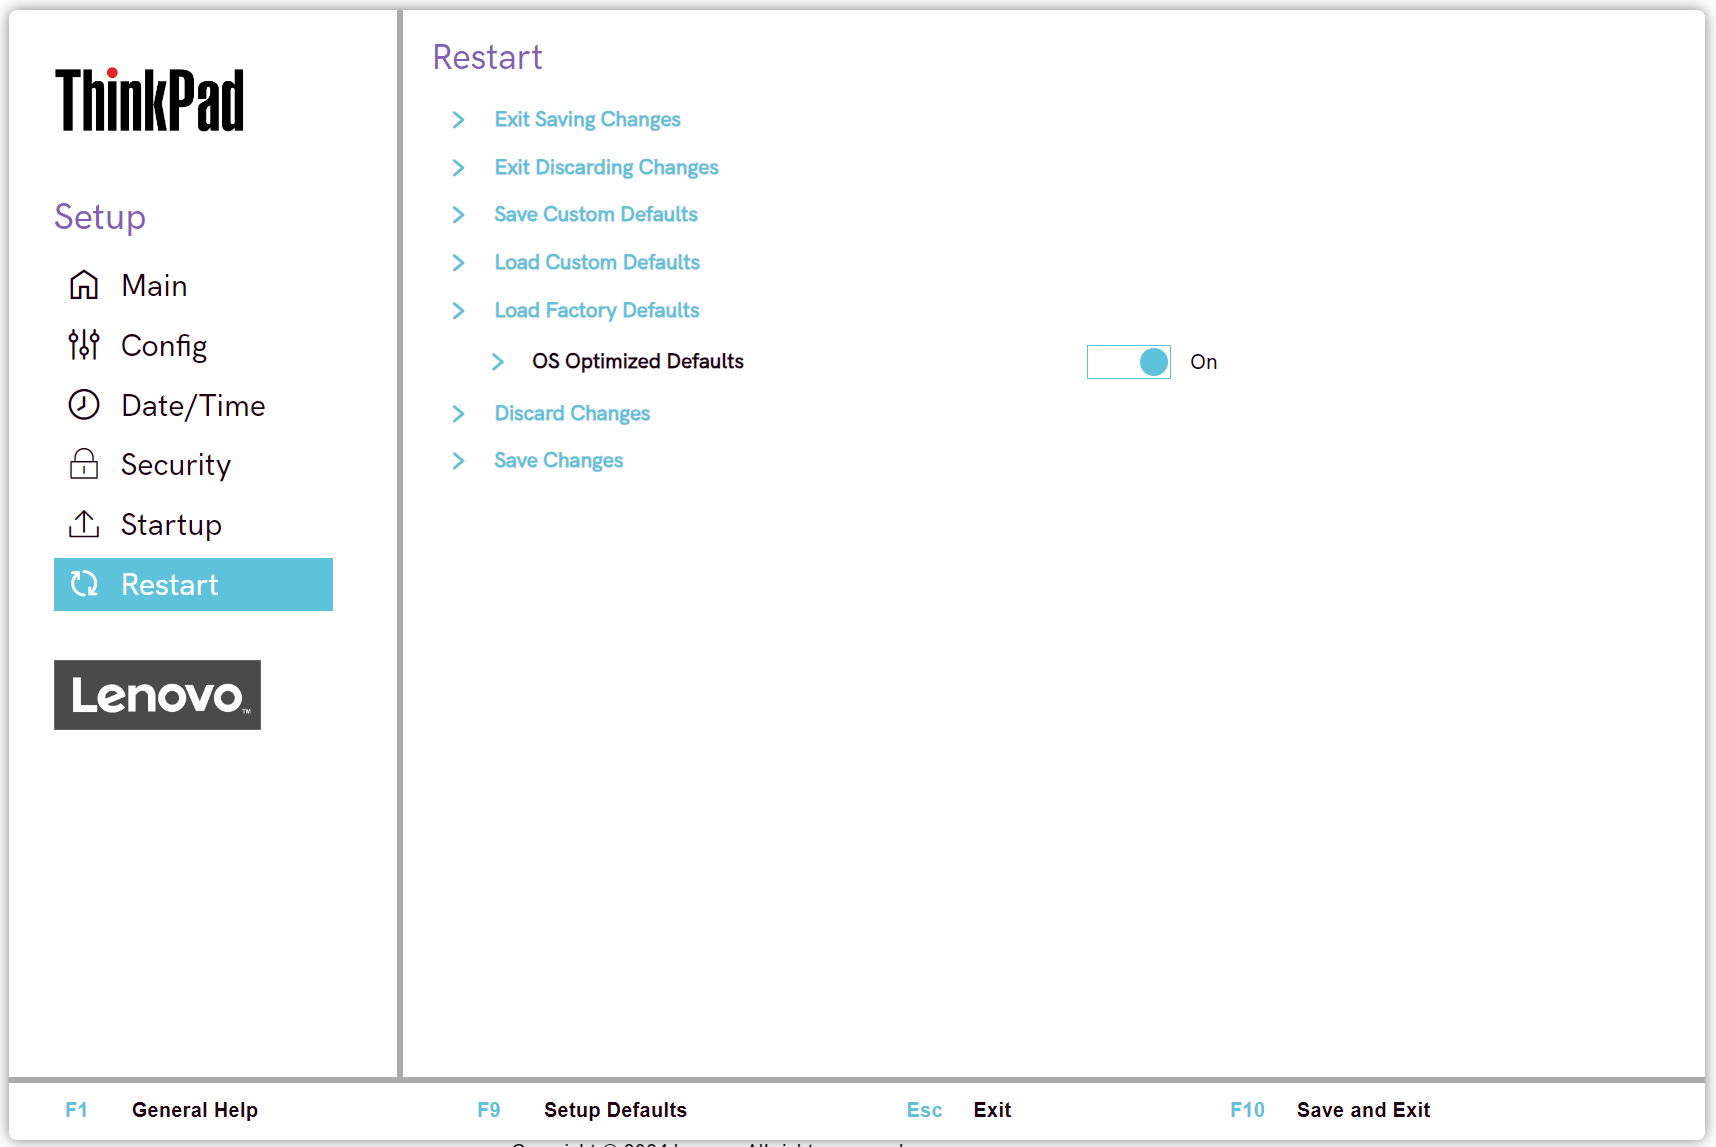 ThinkPad
Setup
Main
Config
Date/Time
Security
Startup
Restart
Lenovo™
Restart
Exit Saving Changes
Exit Discarding Changes
Save Custom Defaults
Load Custom Defaults
Load Factory Defaults
OS Optimized Defaults On
Discard Changes
Save Changes
F1 General Help F9 Setup Defaults Esc Exit F10 Save and Exit